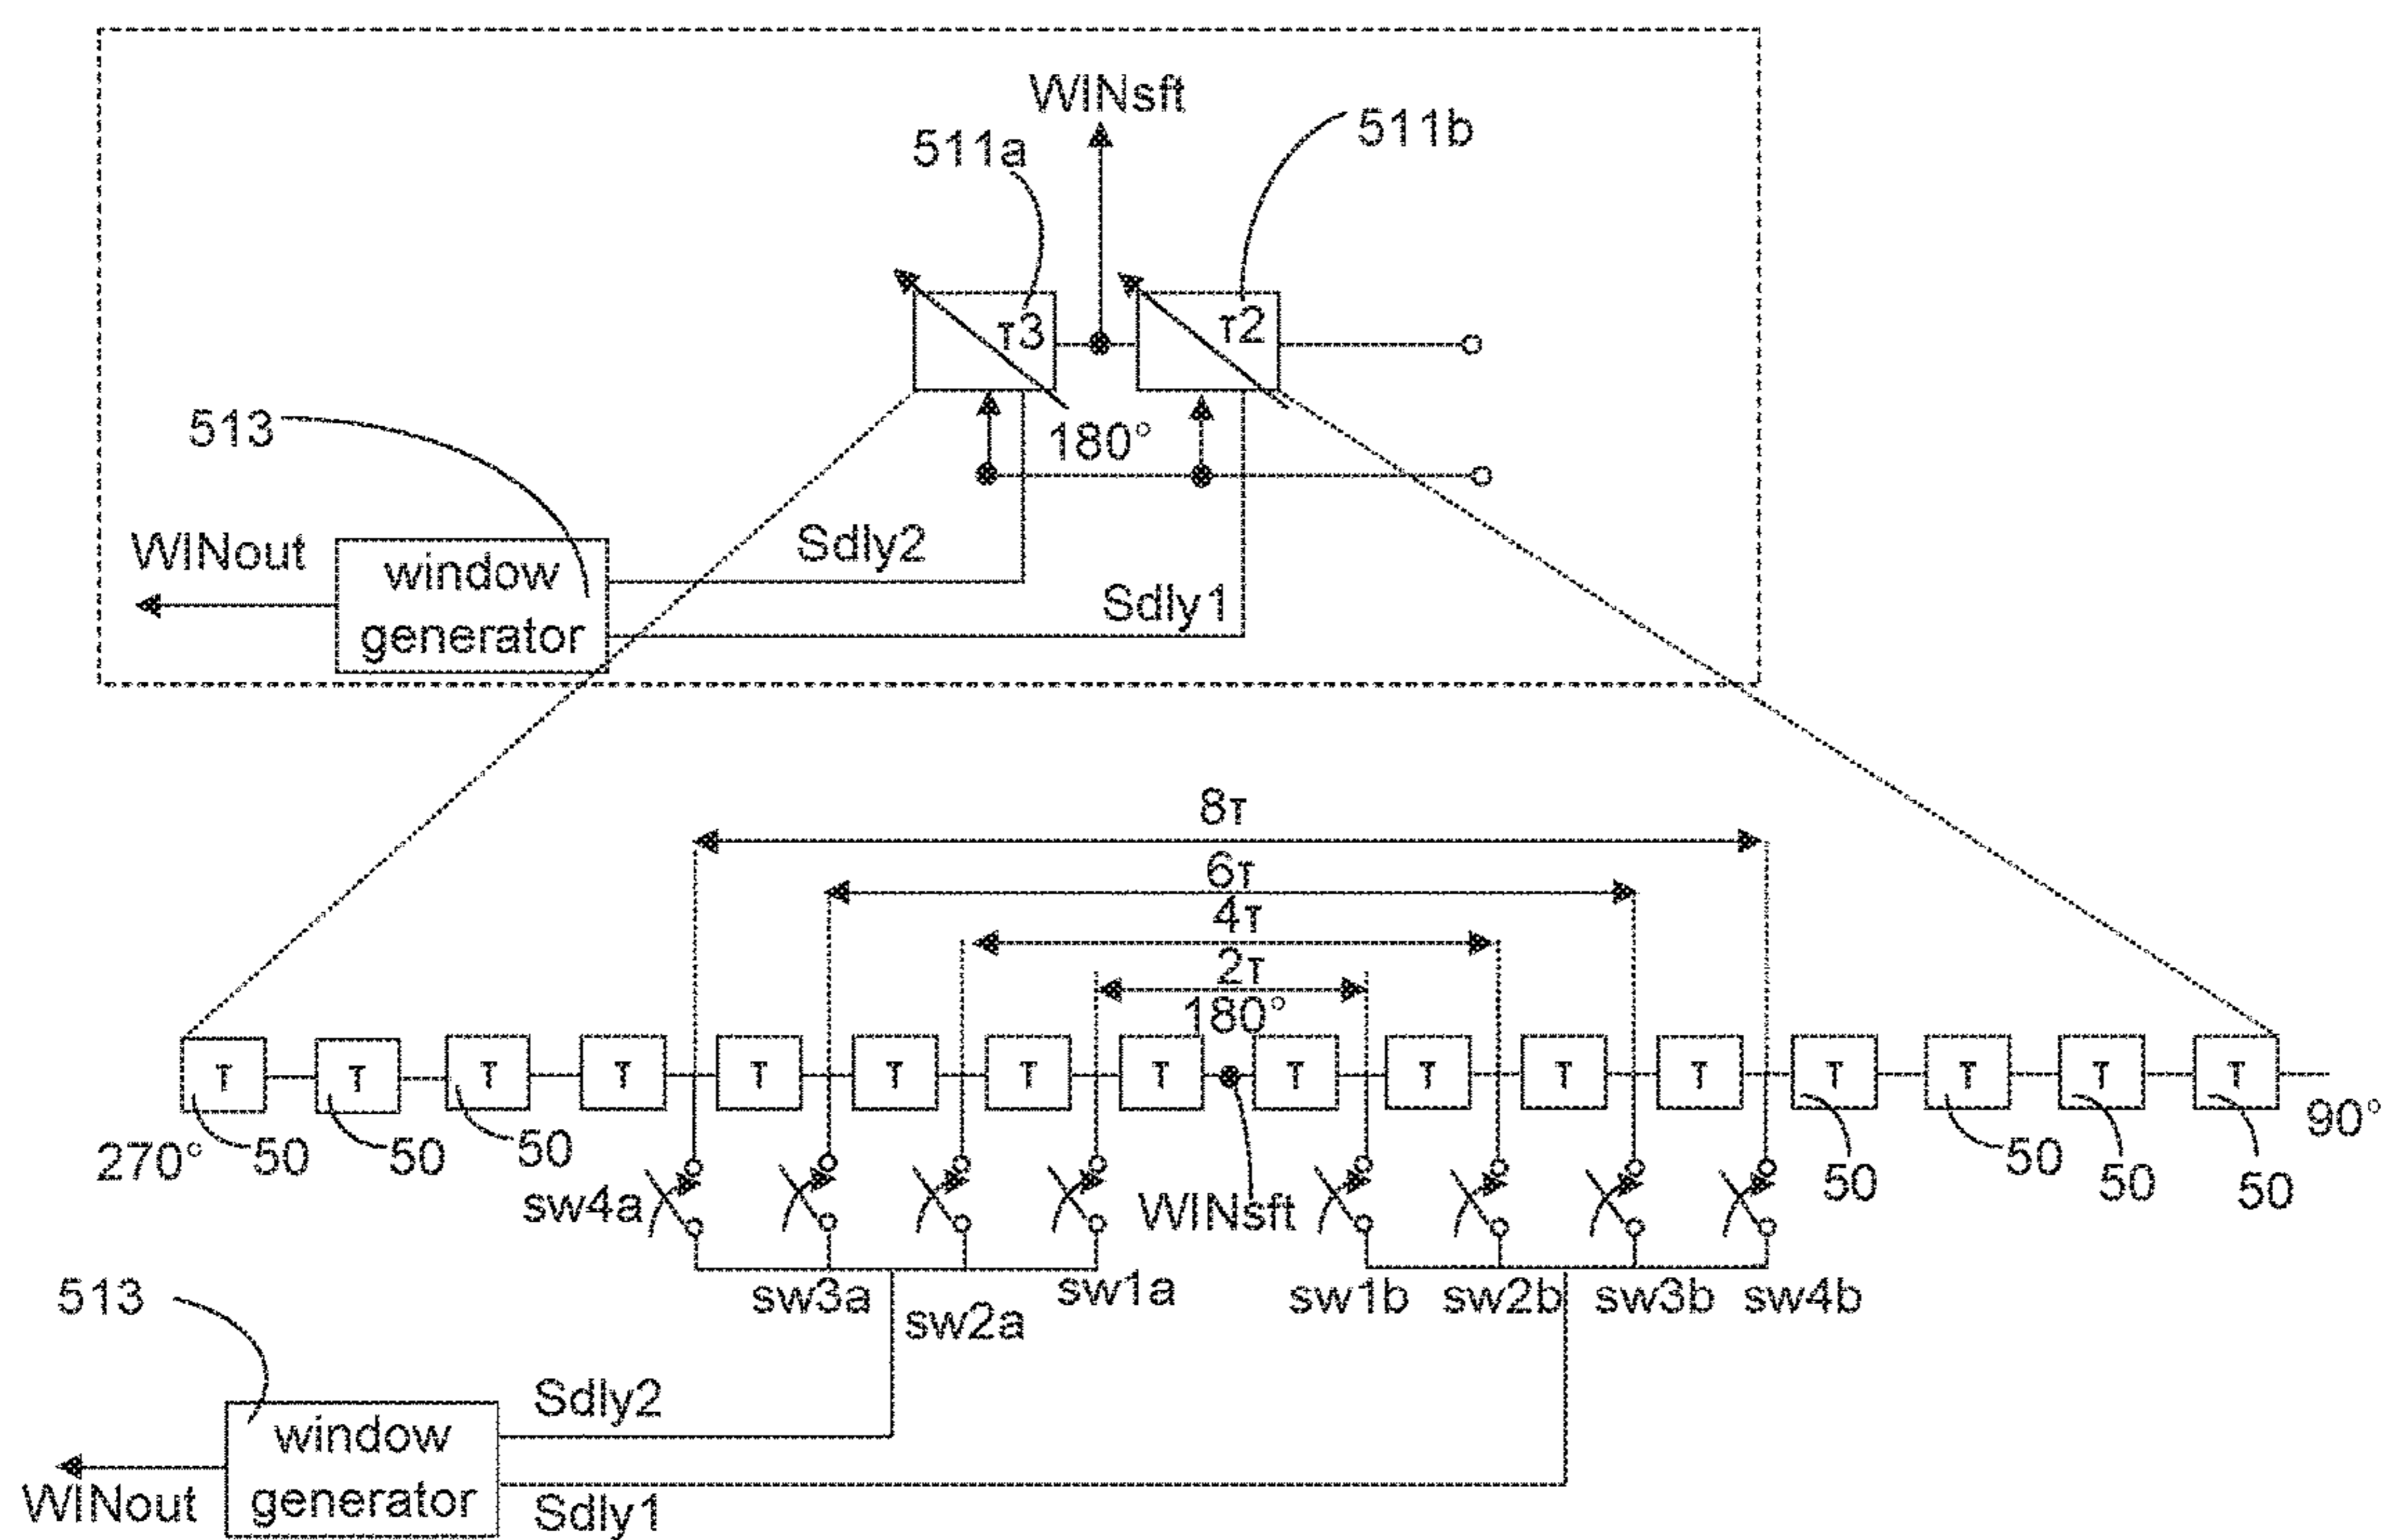 WINsft
511a
511b
τ3
τ2
513
180°
WINout
window
generator
Sdly2
Sdly1
8τ
6τ
4τ
2τ
180°
τ τ τ τ τ τ τ τ τ τ τ τ τ τ τ τ
270°
50
50
50
50
50
50
50
90°
sw4a
WINsft
sw3a
sw2a
sw1a
sw1b
sw2b
sw3b
sw4b
513
Sdly2
window
generator
WINout
Sdly1